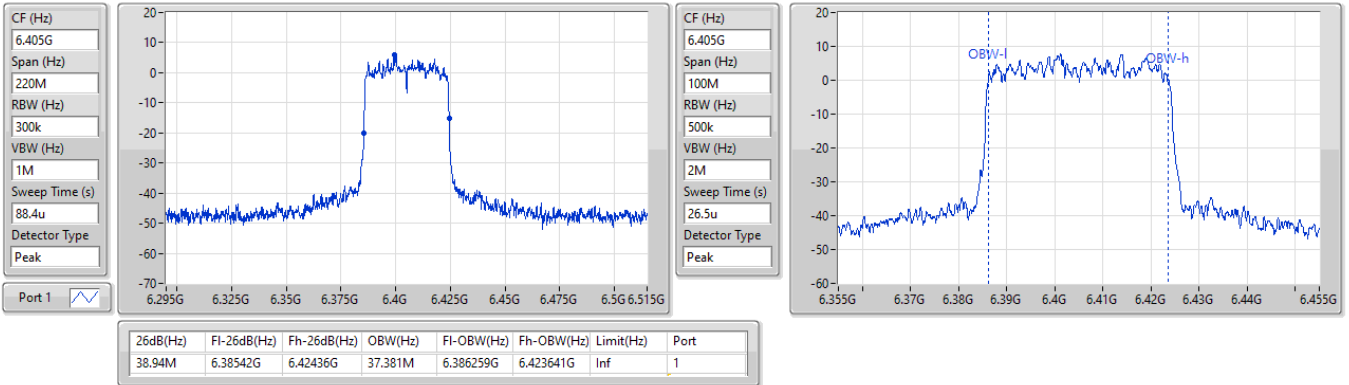 CF (Hz)
6.405G
Span (Hz)
220M
RBW (Hz)
300k
VBW (Hz)
1M
Sweep Time (s)
88.4u
Detector Type
Peak
Port 1
20
10
0
-10
-20
-30
-40
-50
-60
-70
6.295G 6.325G 6.35G 6.375G 6.4G 6.425G 6.45G 6.475G 6.5G 6.515G
CF (Hz)
6.405G
Span (Hz)
100M
RBW (Hz)
500k
VBW (Hz)
2M
Sweep Time (s)
26.5u
Detector Type
Peak
20
10
0
-10
-20
-30
-40
-50
-60
OBW-l OBW-h
6.355G 6.37G 6.38G 6.39G 6.4G 6.41G 6.42G 6.43G 6.44G 6.455G
26dB(Hz) Fl-26dB(Hz) Fh-26dB(Hz) OBW(Hz) Fl-OBW(Hz) Fh-OBW(Hz) Limit(Hz) Port
38.94M 6.38542G 6.42436G 37.381M 6.386259G 6.423641G Inf 1